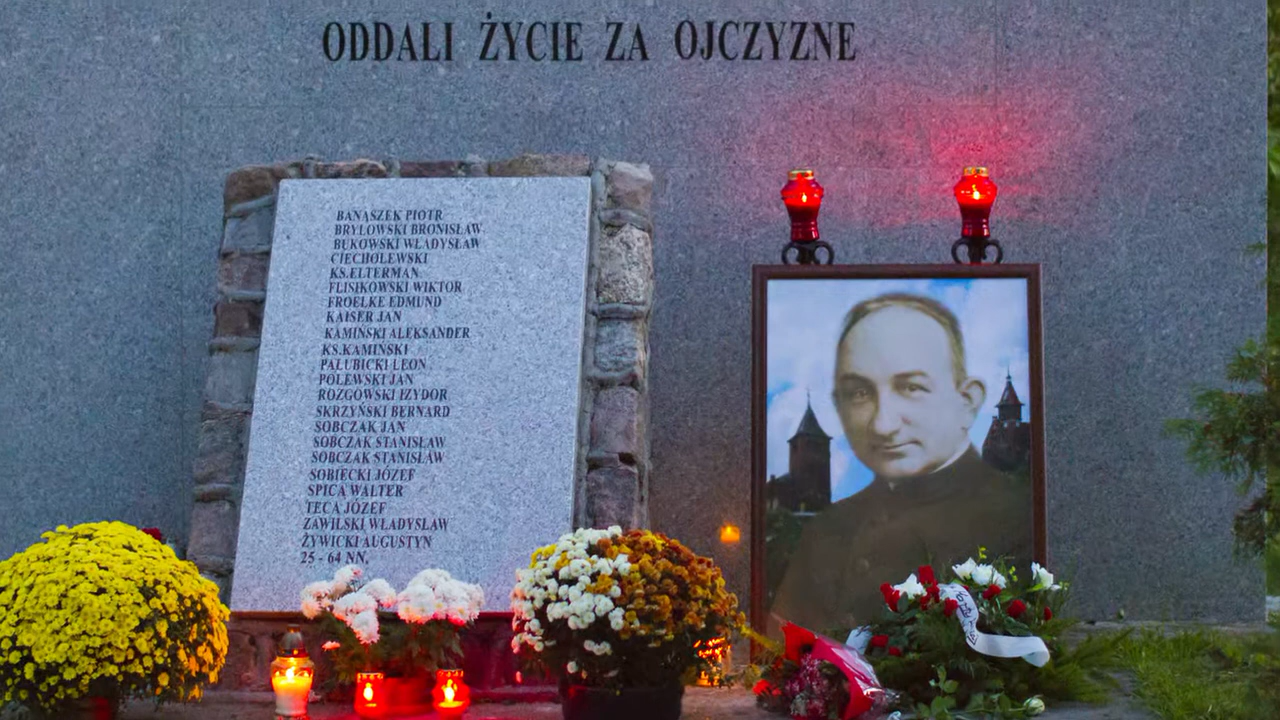 ODDALI ŻYCIE ZA OJCZYZNE
BANASZEK PIOTR
BRYLOWSKI BRONISŁAW
BUKOWSKI WŁADYSŁAW
CIECHOLEWSKI
KS.ELTERMAN
FLISIKOWSKI WIKTOR
FROELKE EDMUND
KAISER JAN
KAMIŃSKI ALEKSANDER
KS.KAMIŃSKI
PAŁUBICKI LEON
POLEWSKI JAN
ROZGOWSKI IZYDOR
SKRZYŃSKI BERNARD
SOBCZAK JAN
SOBCZAK STANISŁAW
SOBCZAK STANISŁAW
SOBIECKI JÓZEF
SPICA WALTER
TECA JÓZEF
ZAWILSKI WŁADYSŁAW
ŻYWICKI AUGUSTYN
25 - 64 NN,